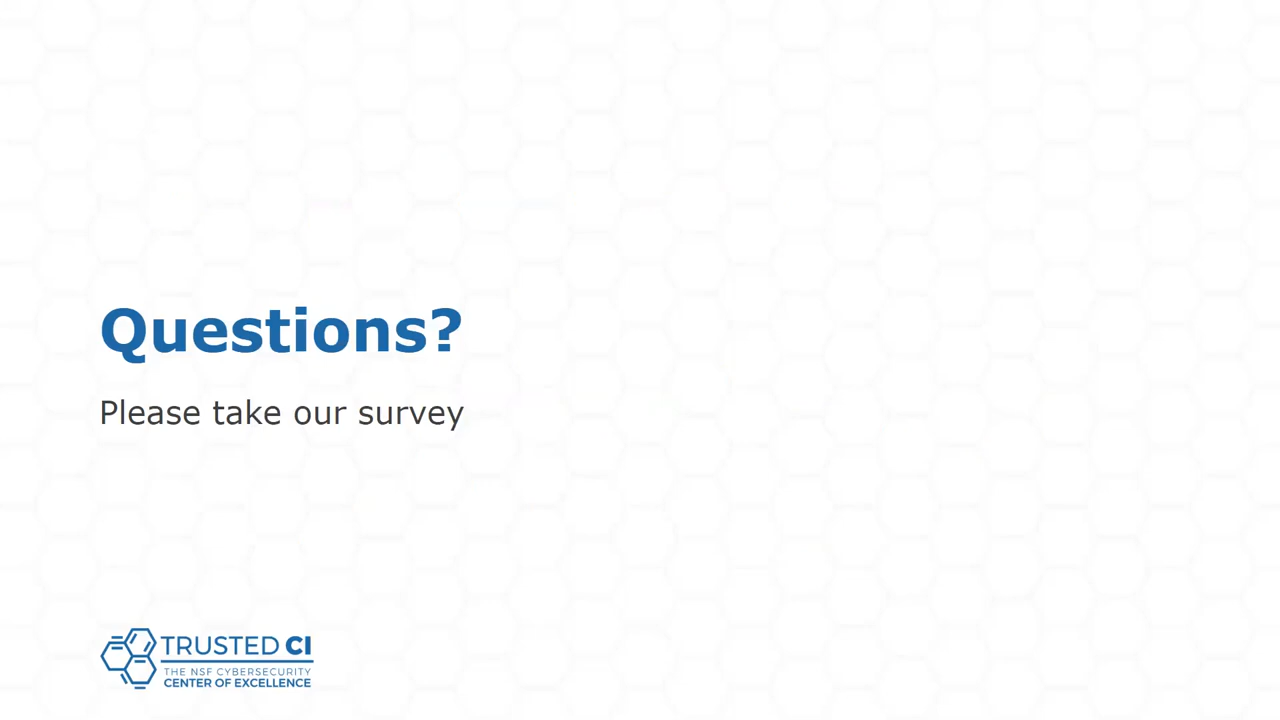 Questions?
Please take our survey
TRUSTED CI
THE NSF CYBERSECURITY
CENTER OF EXCELLENCE